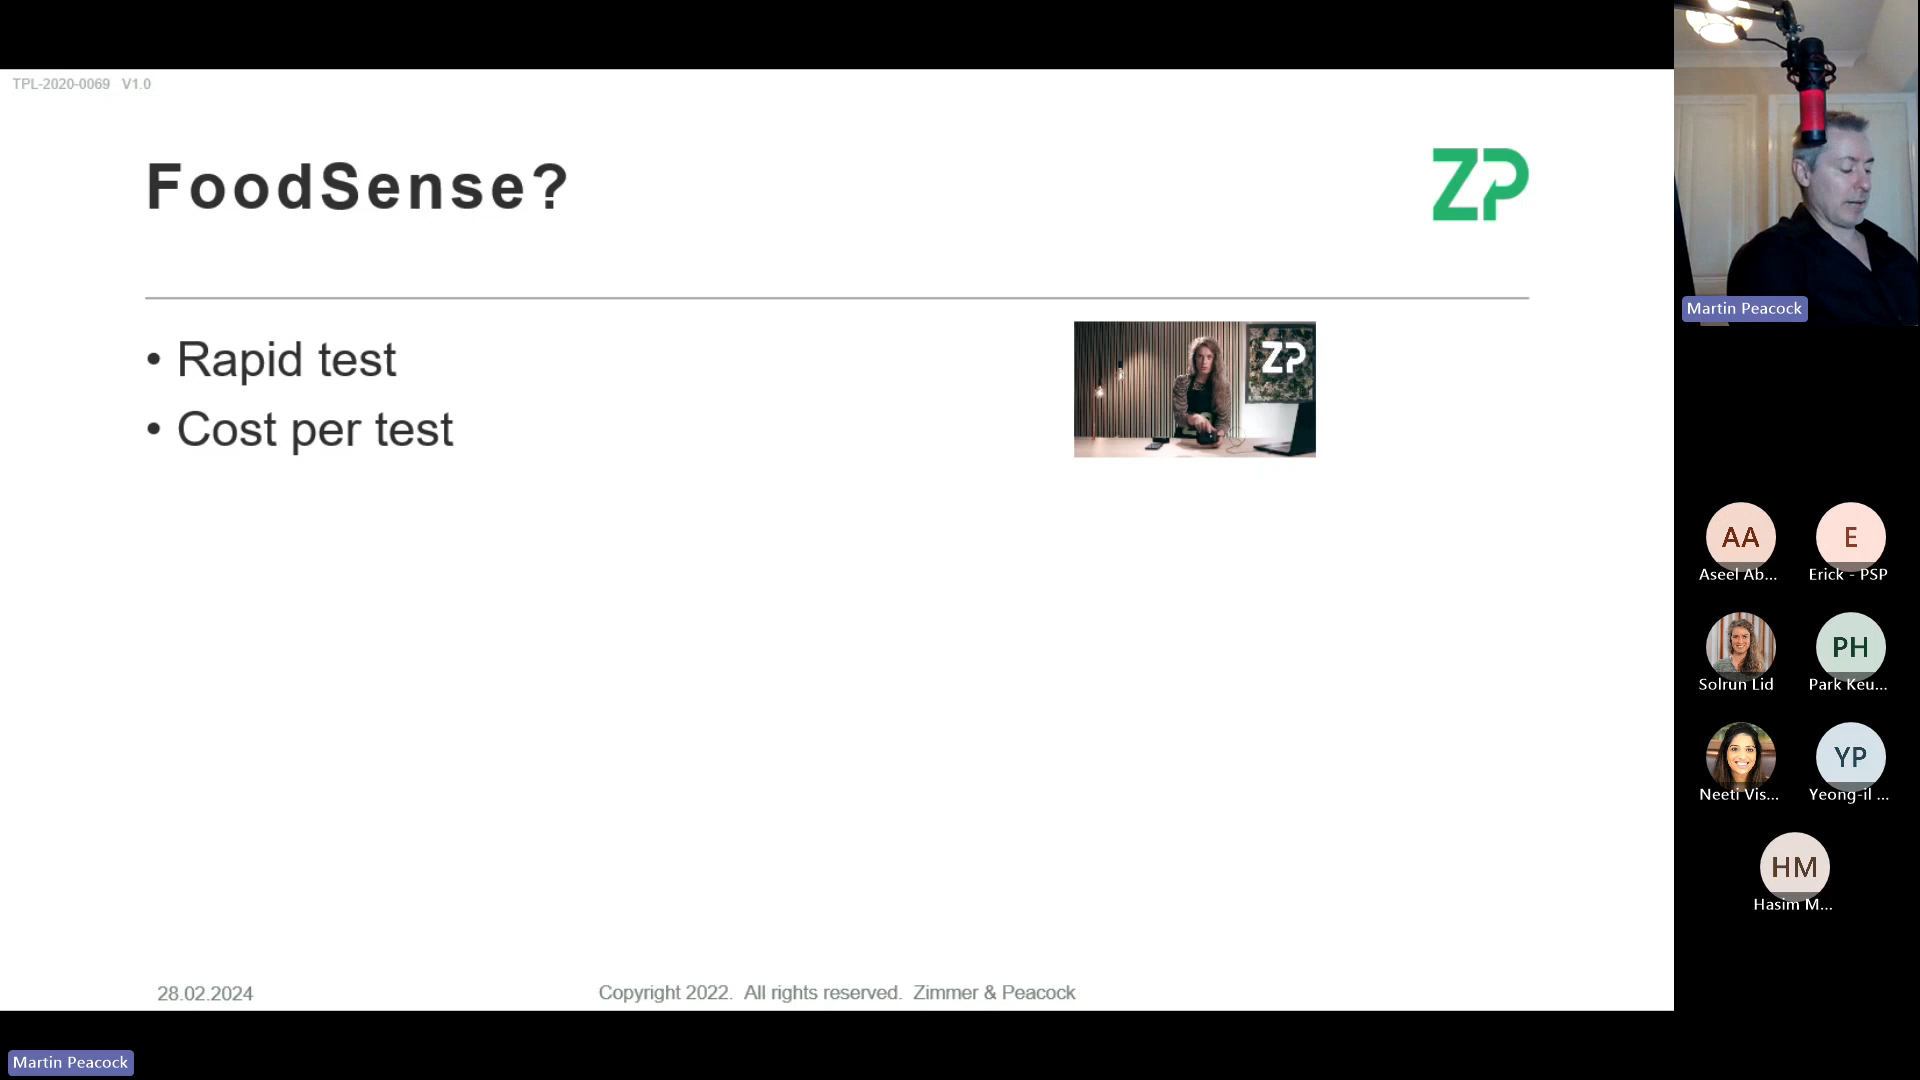 TPL-2020-0069 V1.0
FoodSense?
ZP
• Rapid test
• Cost per test
ZP
28.02.2024
Copyright 2022. All rights reserved. Zimmer & Peacock
Martin Peacock
Martin Peacock
AA
Aseel Ab...
E
Erick - PSP
Solrun Lid
PH
Park Keu...
Neeti Vis...
YP
Yeong-il ...
HM
Hasim M...